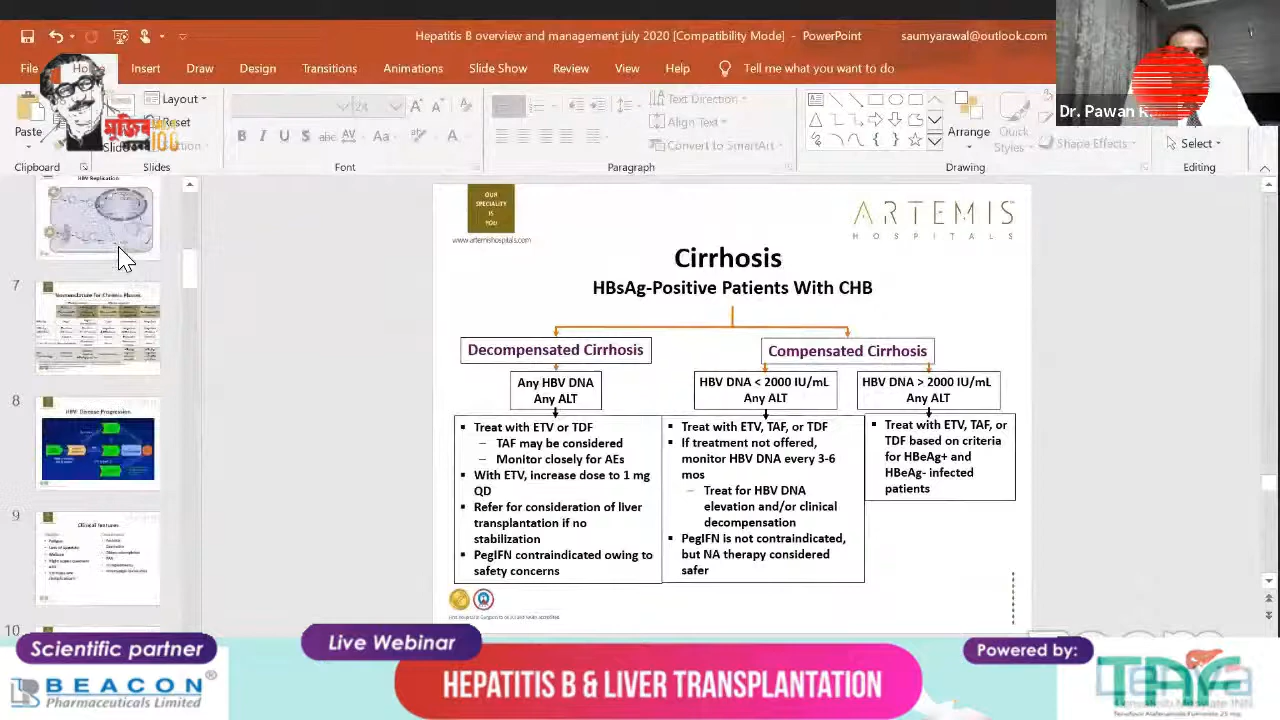 Hepatitis B overview and management july 2020 [Compatibility Mode] - PowerPoint
saumyarawal@outlook.com
File
Home
Insert
Draw
Design
Transitions
Animations
Slide Show
Review
View
Help
Tell me what you want to do
Dr. Pawan R
Paste
Layout
Reset
Clipboard
Slides
Font
Paragraph
Text Direction
Align Text
Convert to SmartArt
Arrange
Quick
Styles
Shape Effects
Drawing
Select
Editing
মুজিব
100
7
8
9
Clinical Features
10
OUR
SPECIALITY
IS
YOU
www.artemishospitals.com
ARTEMIS
HOSPITALS
Cirrhosis
HBsAg-Positive Patients With CHB
Decompensated Cirrhosis
Compensated Cirrhosis
Any HBV DNA
Any ALT
HBV DNA < 2000 IU/mL
Any ALT
HBV DNA > 2000 IU/mL
Any ALT
▪ Treat with ETV or TDF
– TAF may be considered
– Monitor closely for AEs
▪ With ETV, increase dose to 1 mg
QD
▪ Refer for consideration of liver
transplantation if no
stabilization
▪ PegIFN contraindicated owing to
safety concerns
▪ Treat with ETV, TAF, or TDF
▪ If treatment not offered,
monitor HBV DNA every 3-6
mos
– Treat for HBV DNA
elevation and/or clinical
decompensation
▪ PegIFN is not contraindicated,
but NA therapy considered
safer
▪ Treat with ETV, TAF, or
TDF based on criteria
for HBeAg+ and
HBeAg- infected
patients
Scientific partner
BEACON®
Pharmaceuticals Limited
Live Webinar
HEPATITIS B & LIVER TRANSPLANTATION
Powered by: